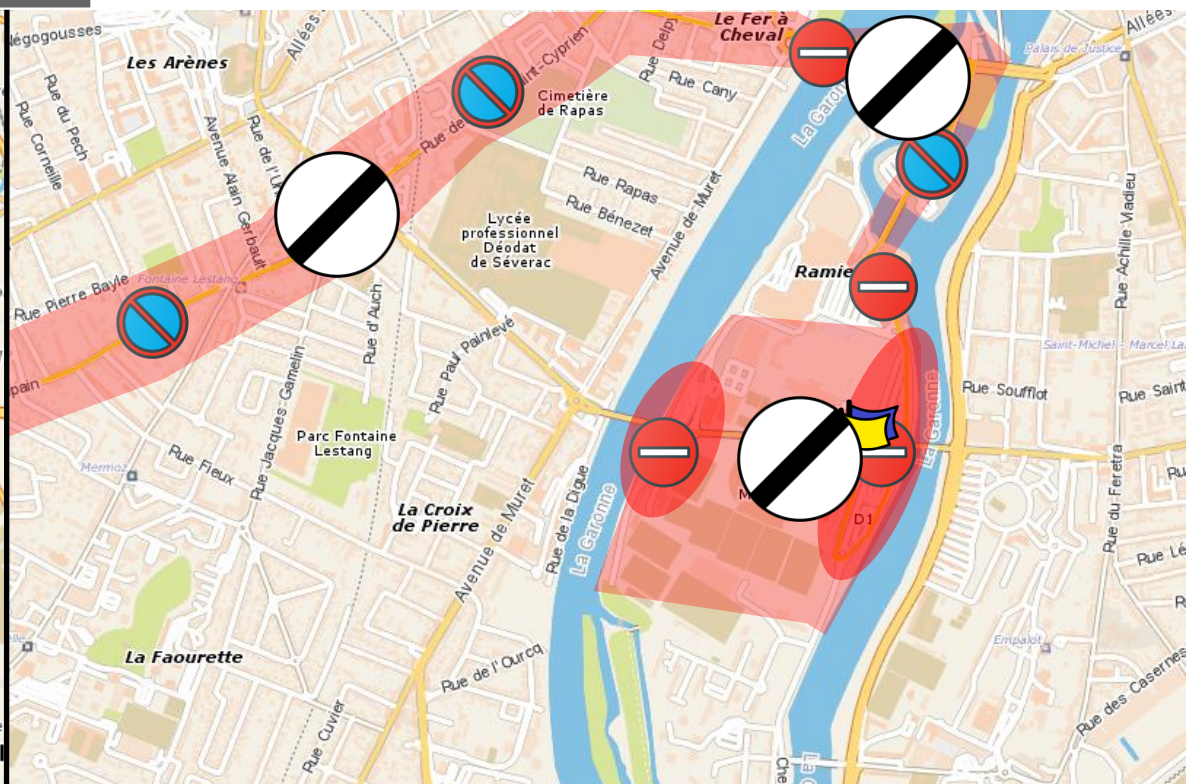 Négogousses
Les Arènes
Allées
Rue du Pech
Rue Corneille
Avenue Alain Gerbault
Rue de
Saint-Cyprien
Cimetière
de Rapas
Le Fer à
Cheval
Rue Cany
La Garonne
Palais de Justice
Allées
Rue Rapas
Rue Bénezet
Avenue de Muret
Lycée
professionnel
Déodat
de Séverac
Ramie
Rue Achille Viadieu
Rue Pierre Bayle
Fontaine Lestang
Rue d'Auch
Rue Paul Painlevé
Rue Jacques-Gamelin
Saint-Michel - Marcel La
Rue Soufflot
Rue Saint
La Garonne
Parc Fontaine
Lestang
Mermoz
Rue Fleux
La Croix
de Pierre
Avenue de Muret
Rue de la Digue
La Garonne
M
D1
Rue du Feretra
Rue Lé
La Faourette
Rue de l'Ourcq
Rue Cuvier
Empalot
Rue des Casernes
Che